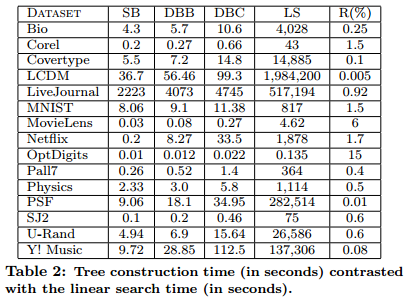 DATASET SB DBB DBC LS R(%)
Bio 4.3 5.7 10.6 4,028 0.25
Corel 0.2 0.27 0.66 43 1.5
Covertype 5.5 7.2 14.8 14,885 0.1
LCDM 36.7 56.46 99.3 1,984,200 0.005
LiveJournal 2223 4073 4745 517,194 0.92
MNIST 8.06 9.1 11.38 817 1.5
MovieLens 0.03 0.08 0.27 4.62 6
Netflix 0.2 8.27 33.5 1,878 1.7
OptDigits 0.01 0.012 0.022 0.135 15
Pall7 0.26 0.52 1.4 364 0.4
Physics 2.33 3.0 5.8 1,114 0.5
PSF 9.06 18.1 34.95 282,514 0.01
SJ2 0.1 0.2 0.46 75 0.6
U-Rand 4.94 6.9 15.64 26,586 0.6
Y! Music 9.72 28.85 112.5 137,306 0.08
Table 2: Tree construction time (in seconds) contrasted
with the linear search time (in seconds).